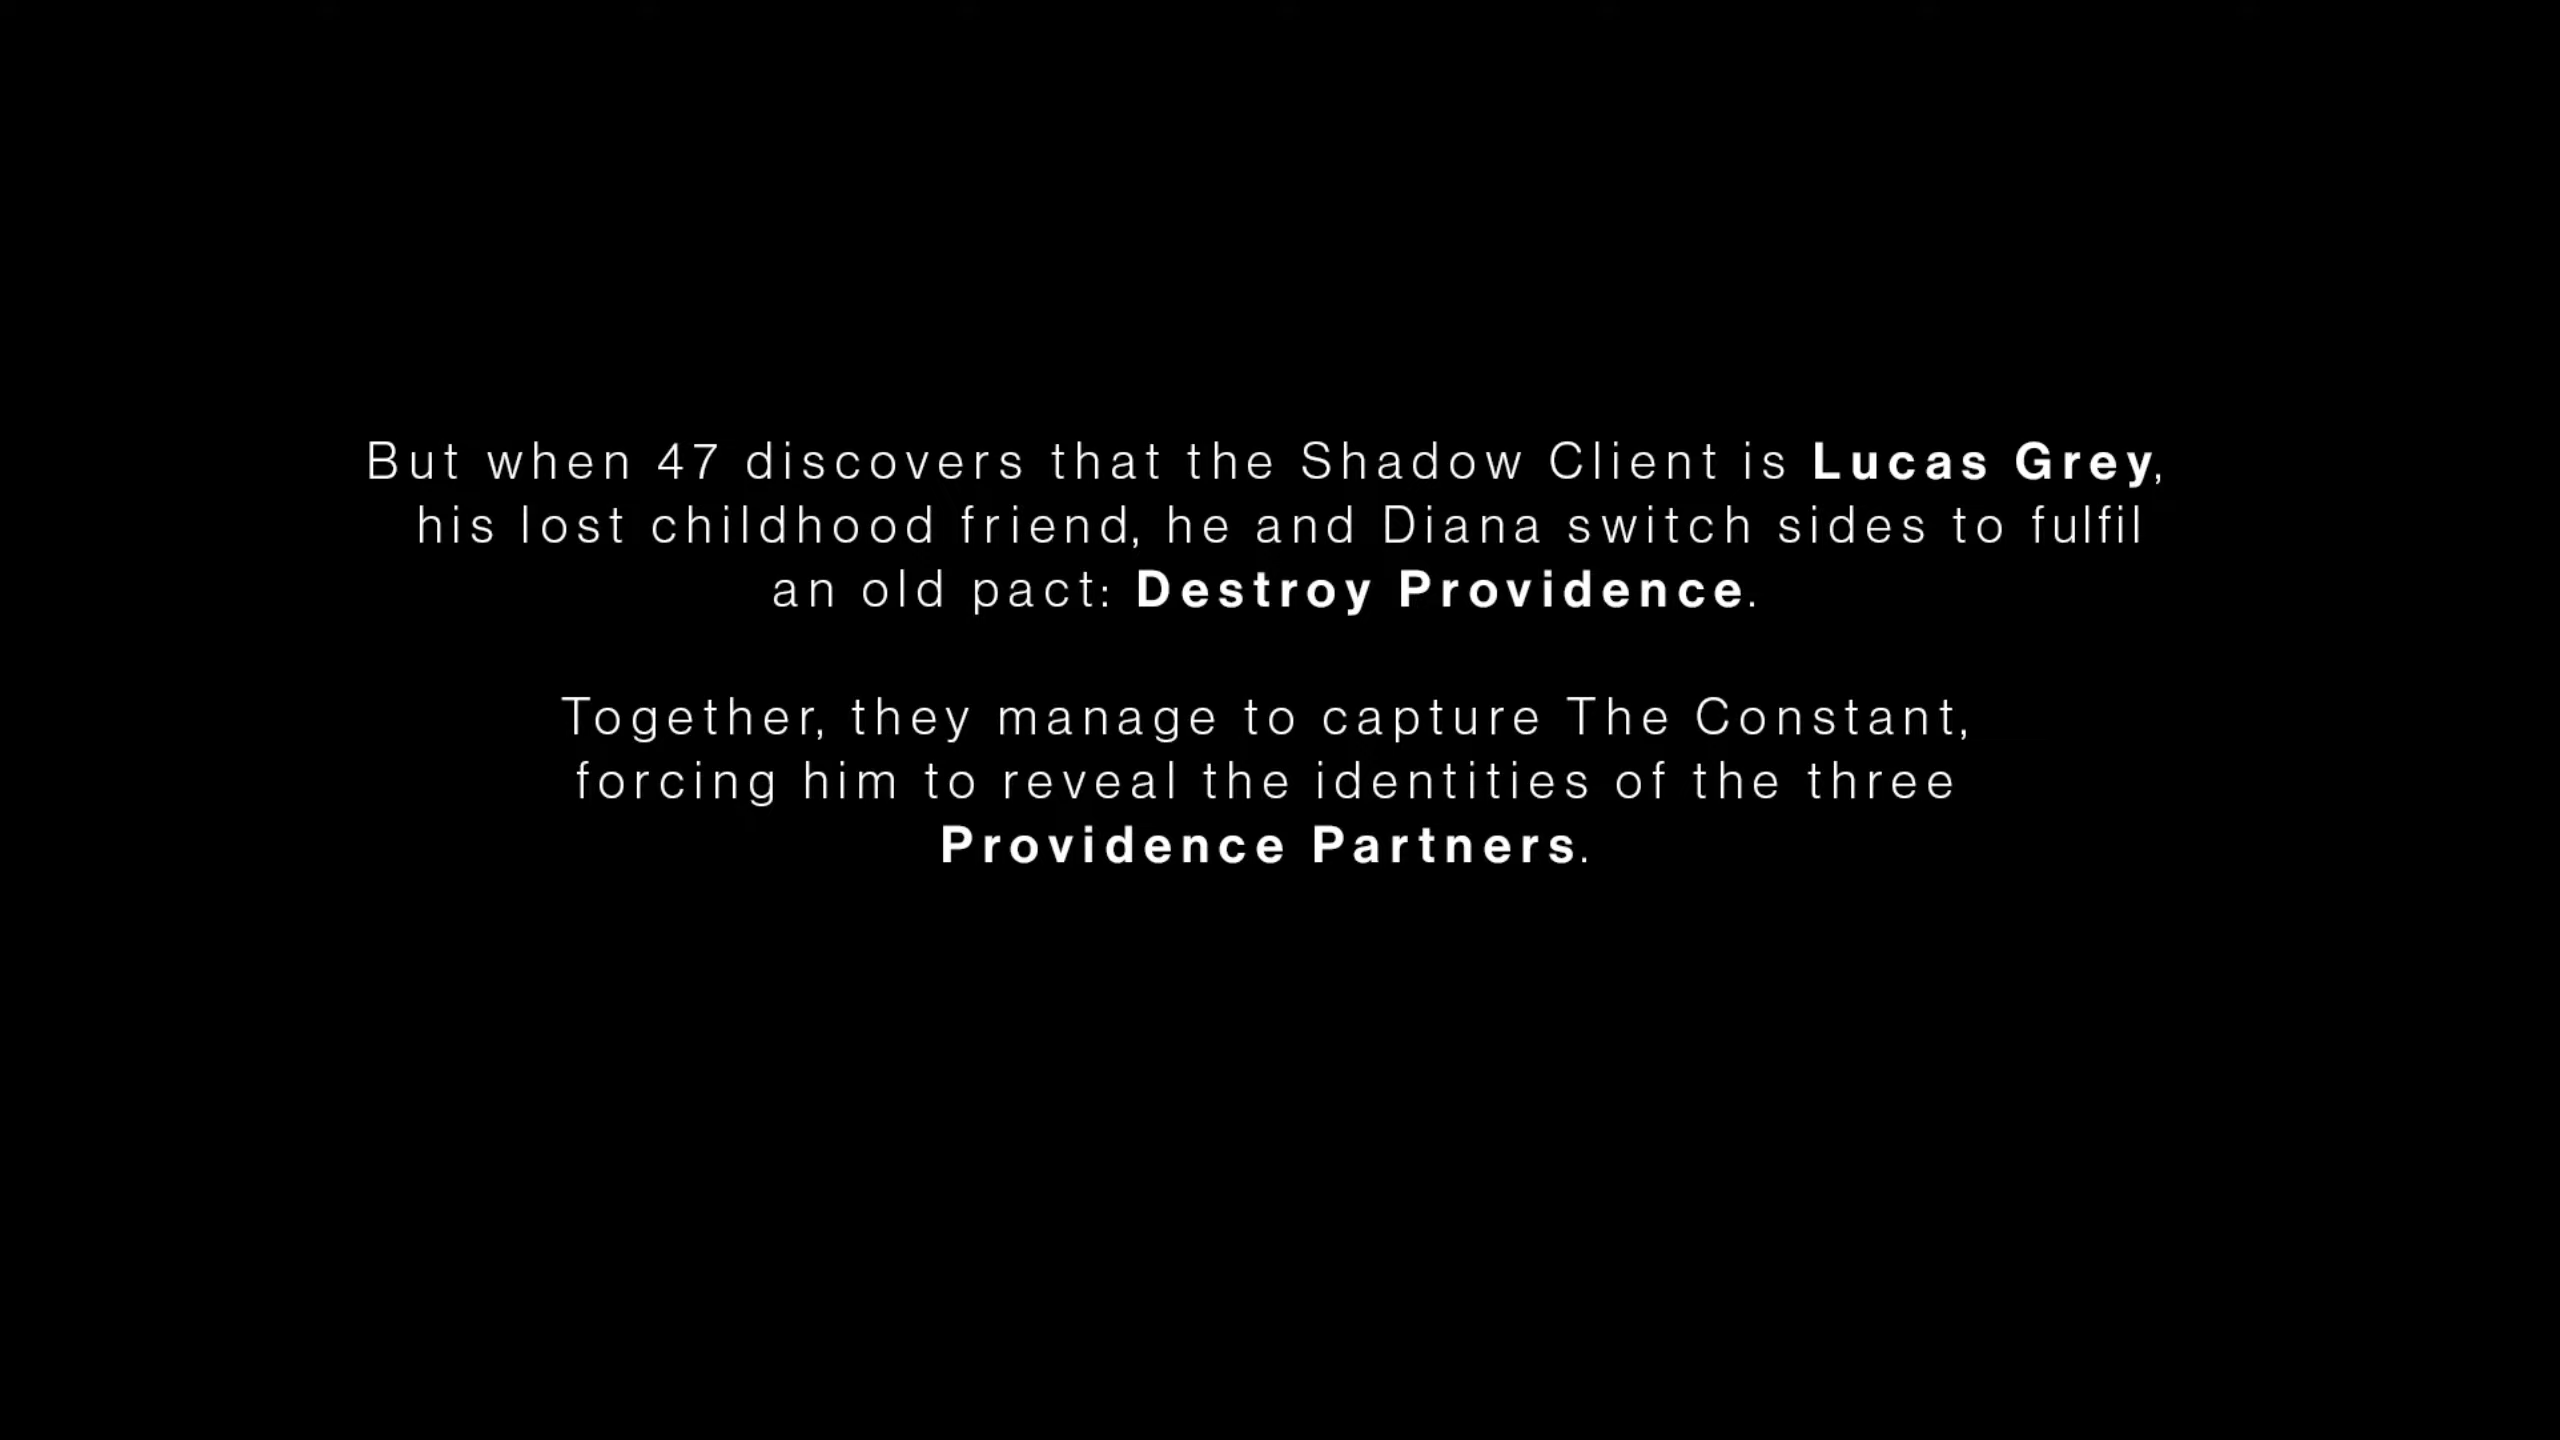 But when 47 discovers that the Shadow Client is Lucas Grey,
his lost childhood friend, he and Diana switch sides to fulfil
an old pact: Destroy Providence.
Together, they manage to capture The Constant,
forcing him to reveal the identities of the three
Providence Partners.